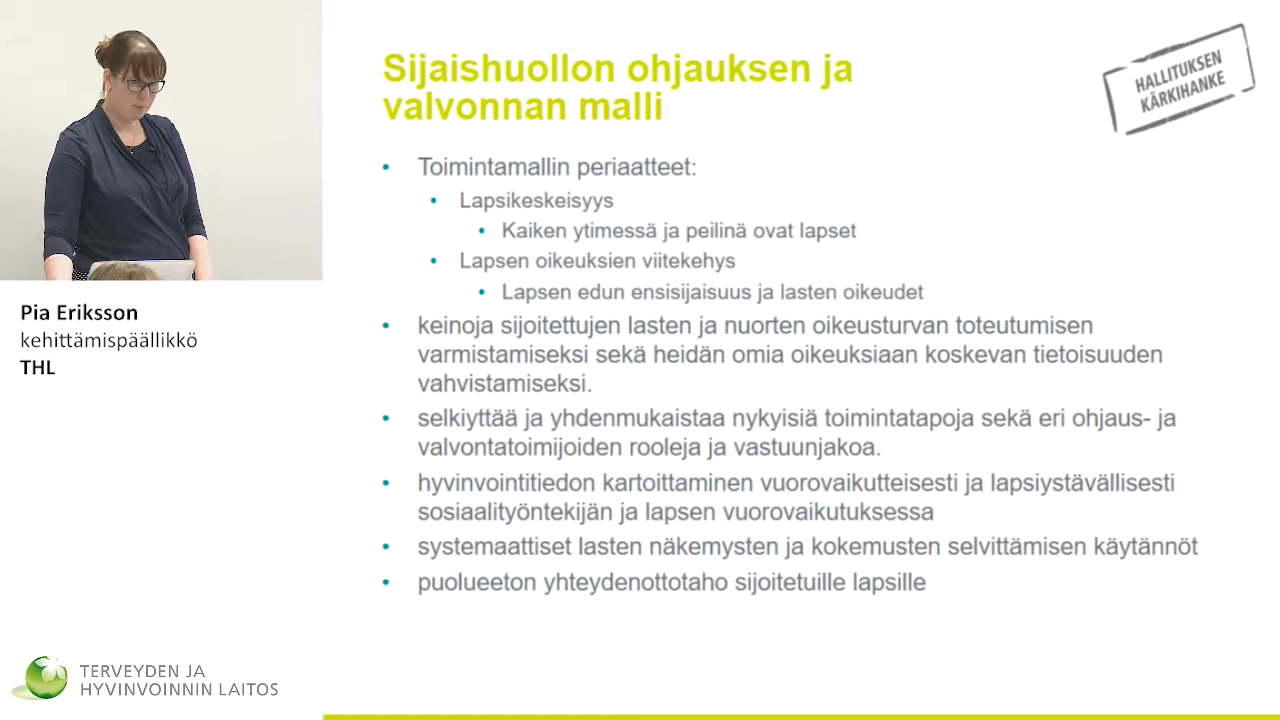 Sijaishuollon ohjauksen ja
valvonnan malli
HALLITUKSEN
KÄRKIHANKE
• Toimintamallin periaatteet:
• Lapsikeskeisyys
• Kaiken ytimessä ja peilinä ovat lapset
• Lapsen oikeuksien viitekehys
• Lapsen edun ensisijaisuus ja lasten oikeudet
• keinoja sijoitettujen lasten ja nuorten oikeusturvan toteutumisen
varmistamiseksi sekä heidän omia oikeuksiaan koskevan tietoisuuden
vahvistamiseksi.
• selkiyttää ja yhdenmukaistaa nykyisiä toimintatapoja sekä eri ohjaus- ja
valvontatoimijoiden rooleja ja vastuunjakoa.
• hyvinvointitiedon kartoittaminen vuorovaikutteisesti ja lapsiystävällisesti
sosiaalityöntekijän ja lapsen vuorovaikutuksessa
• systemaattiset lasten näkemysten ja kokemusten selvittämisen käytännöt
• puolueeton yhteydenottotaho sijoitetuille lapsille
Pia Eriksson
kehittämispäällikkö
THL
TERVEYDEN JA
HYVINVOINNIN LAITOS